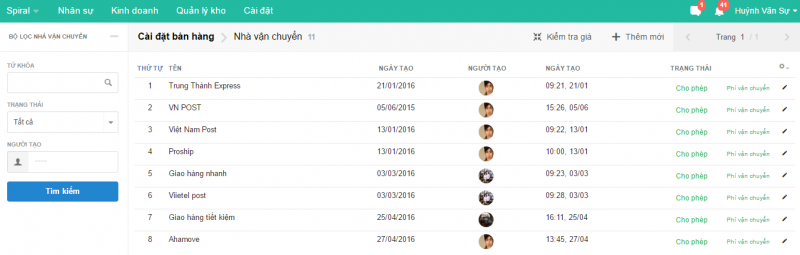 Spiral Nhân sự Kinh doanh Quản lý kho Cài đặt 6 41 Huỳnh Văn Sự
BỘ LỌC NHÀ VẬN CHUYỂN Cài đặt bán hàng Nhà vận chuyển 11 Kiểm tra giá Thêm mới Trang 1 / 1
TỪ KHÓA
TRẠNG THÁI
Tất cả
NGƯỜI TẠO
Tìm kiếm
THỨ TỰ TÊN NGÀY TẠO NGƯỜI TẠO NGÀY TẠO TRẠNG THÁI
1 Trung Thành Express 21/01/2016 09:21, 21/01 Cho phép Phí vận chuyển
2 VN POST 05/06/2015 15:26, 05/06 Cho phép Phí vận chuyển
3 Việt Nam Post 13/01/2016 09:22, 13/01 Cho phép Phí vận chuyển
4 Proship 13/01/2016 10:00, 13/01 Cho phép Phí vận chuyển
5 Giao hàng nhanh 03/03/2016 09:23, 03/03 Cho phép Phí vận chuyển
6 Viietel post 03/03/2016 09:28, 03/03 Cho phép Phí vận chuyển
7 Giao hàng tiết kiệm 25/04/2016 16:11, 25/04 Cho phép Phí vận chuyển
8 Ahamove 27/04/2016 13:45, 27/04 Cho phép Phí vận chuyển